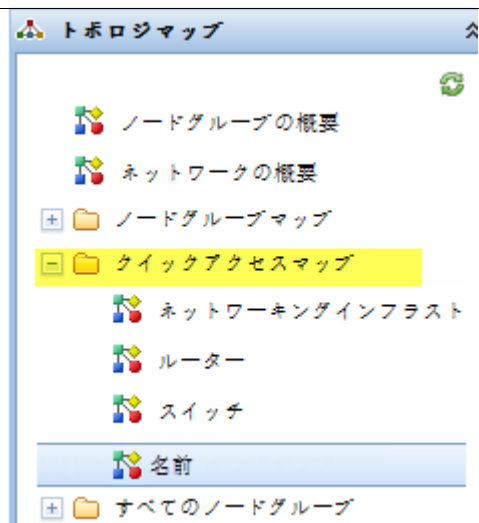 トポロジマップ
ノードグループの概要
ネットワークの概要
ノードグループマップ
クイックアクセスマップ
ネットワーキングインフラスト
ルーター
スイッチ
名前
すべてのノードグループ